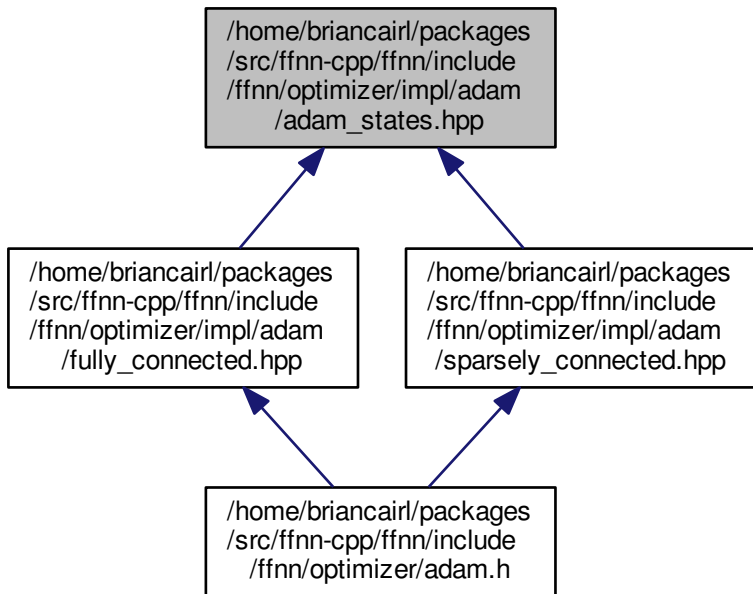 /home/briancairl/packages
/src/ffnn-cpp/ffnn/include
/ffnn/optimizer/impl/adam
/adam_states.hpp
/home/briancairl/packages
/src/ffnn-cpp/ffnn/include
/ffnn/optimizer/impl/adam
/fully_connected.hpp
/home/briancairl/packages
/src/ffnn-cpp/ffnn/include
/ffnn/optimizer/impl/adam
/sparsely_connected.hpp
/home/briancairl/packages
/src/ffnn-cpp/ffnn/include
/ffnn/optimizer/adam.h